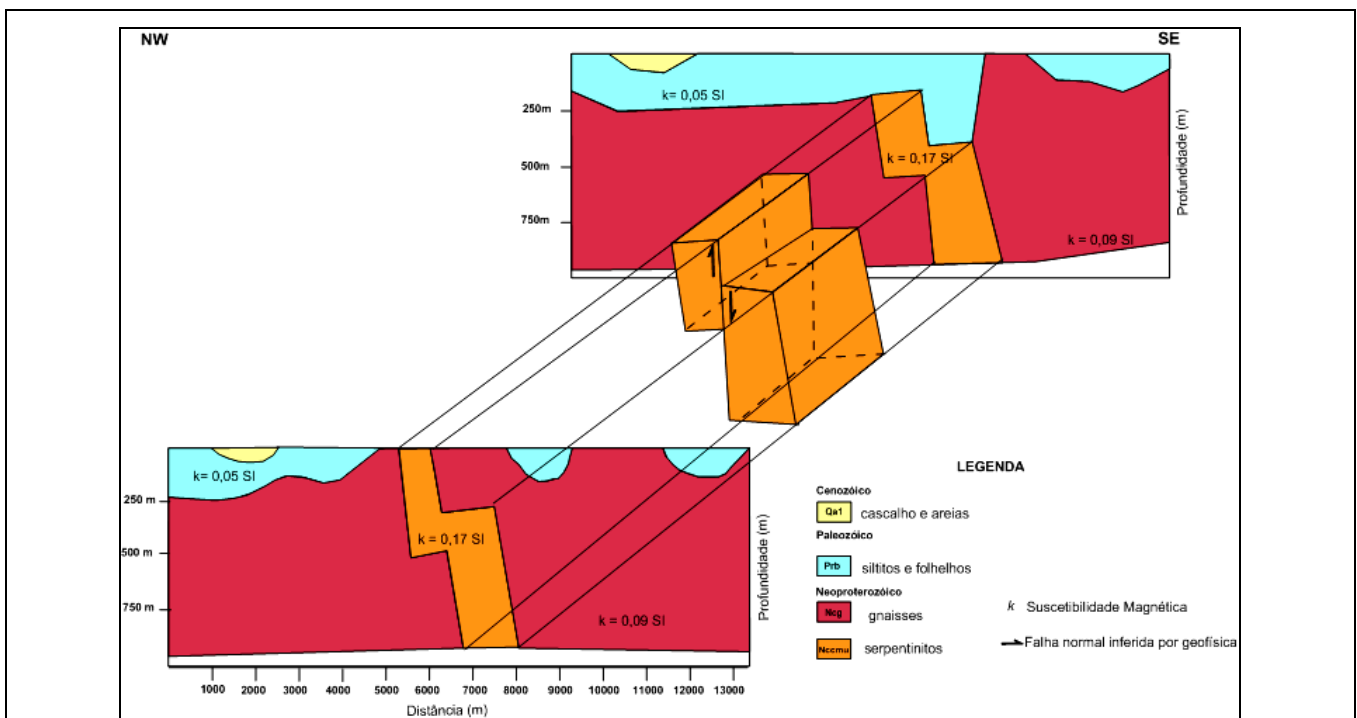 NW
SE
k= 0,05 SI
250m
k = 0,17 SI
500m
750m
k = 0,09 SI
Profundidade (m)
k= 0,05 SI
250 m
k = 0,17 SI
500 m
750 m
k = 0,09 SI
Profundidade (m)
1000 2000 3000 4000 5000 6000 7000 8000 9000 10000 11000 12000 13000
Distância (m)
LEGENDA
Cenozóico
Qa1 cascalho e areias
Paleozóico
Prb siltitos e folhelhos
Neoproterozóico
Ncg gnaisses
Nccmu serpentinitos
k Suscetibilidade Magnética
Falha normal inferida por geofísica